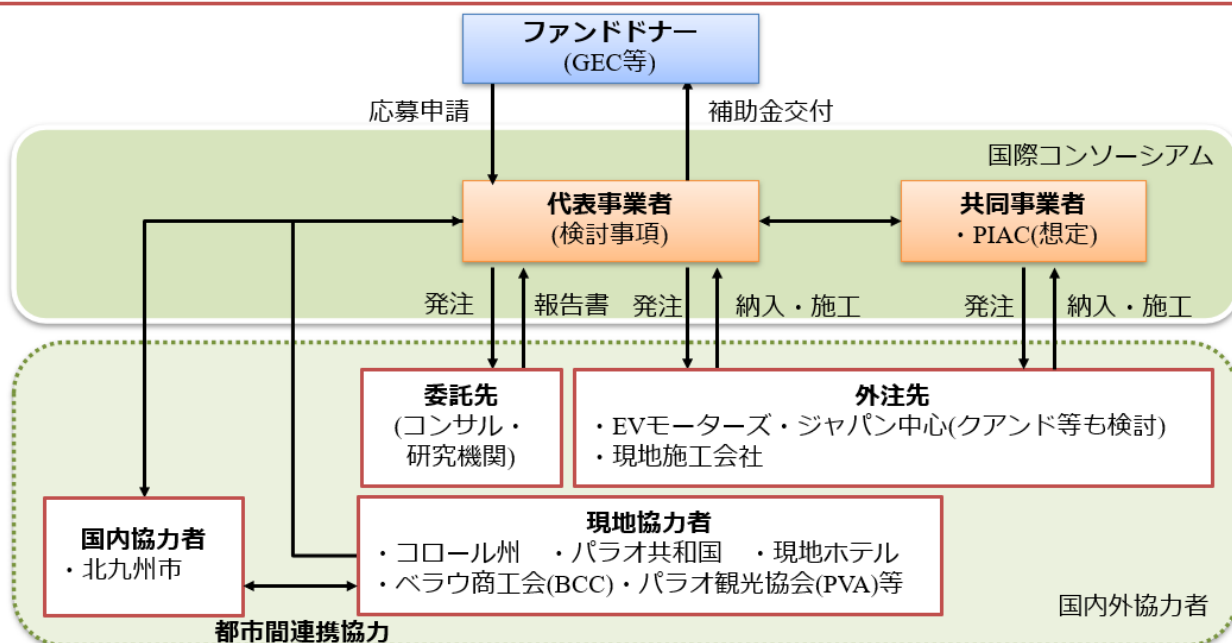 ファンドドナー
(GEC等)
応募申請
補助金交付
国際コンソーシアム
代表事業者
(検討事項)
共同事業者
・PIAC(想定)
発注
報告書
発注
納入・施工
発注
納入・施工
委託先
(コンサル・
研究機関)
外注先
・EVモーターズ・ジャパン中心(クアンド等も検討)
・現地施工会社
国内協力者
・北九州市
現地協力者
・コロール州 ・パラオ共和国 ・現地ホテル
・ベラウ商工会(BCC)・パラオ観光協会(PVA)等
国内外協力者
都市間連携協力